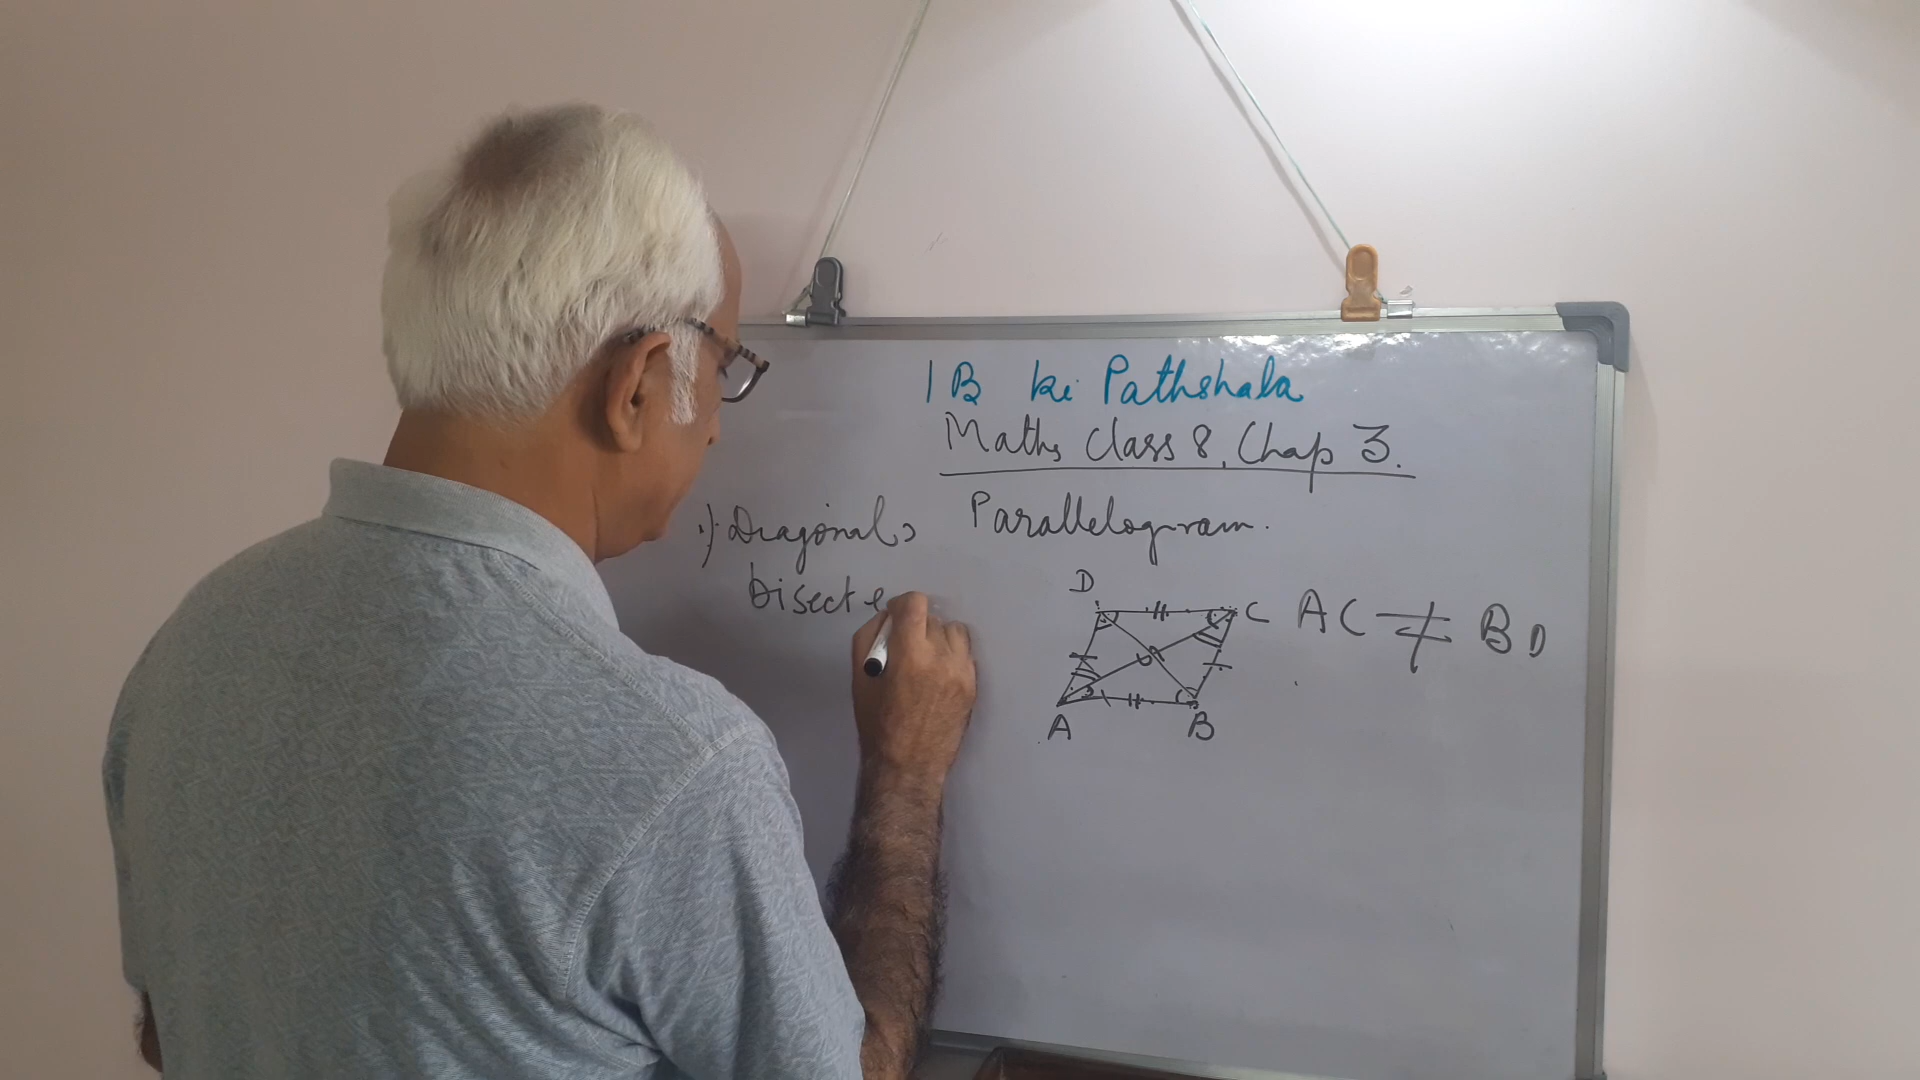 IB ki Pathshala
Maths Class 8, Chap 3.
Parallelogram.
Diagonals
bisect e
D
C
AC ≠ BD
A
B